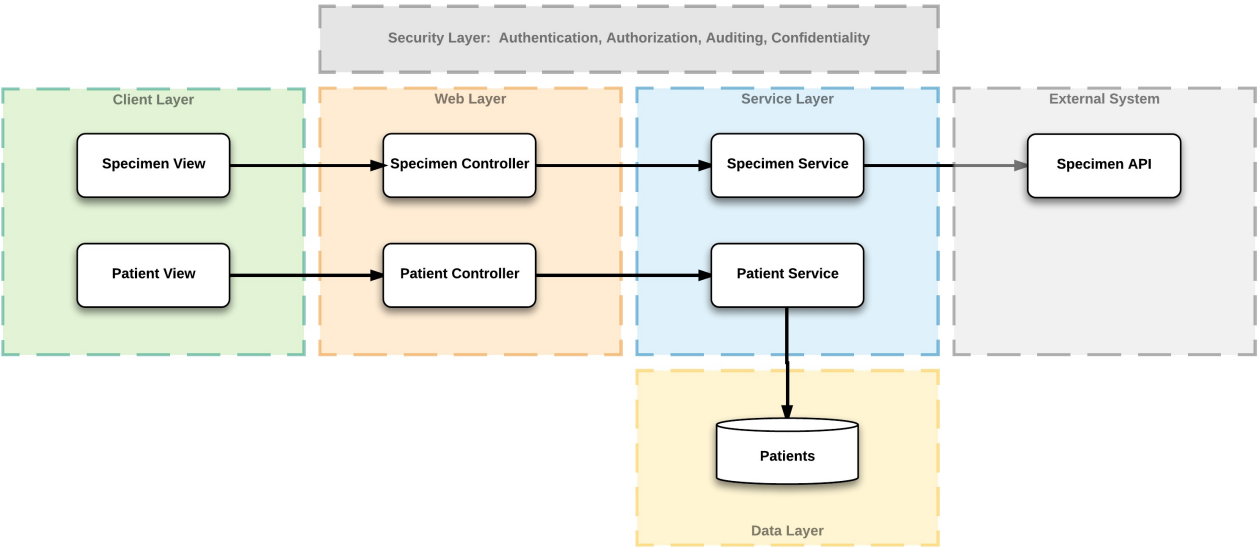 Security Layer: Authentication, Authorization, Auditing, Confidentiality
Client Layer
Web Layer
Service Layer
External System
Specimen View
Specimen Controller
Specimen Service
Specimen API
Patient View
Patient Controller
Patient Service
Patients
Data Layer